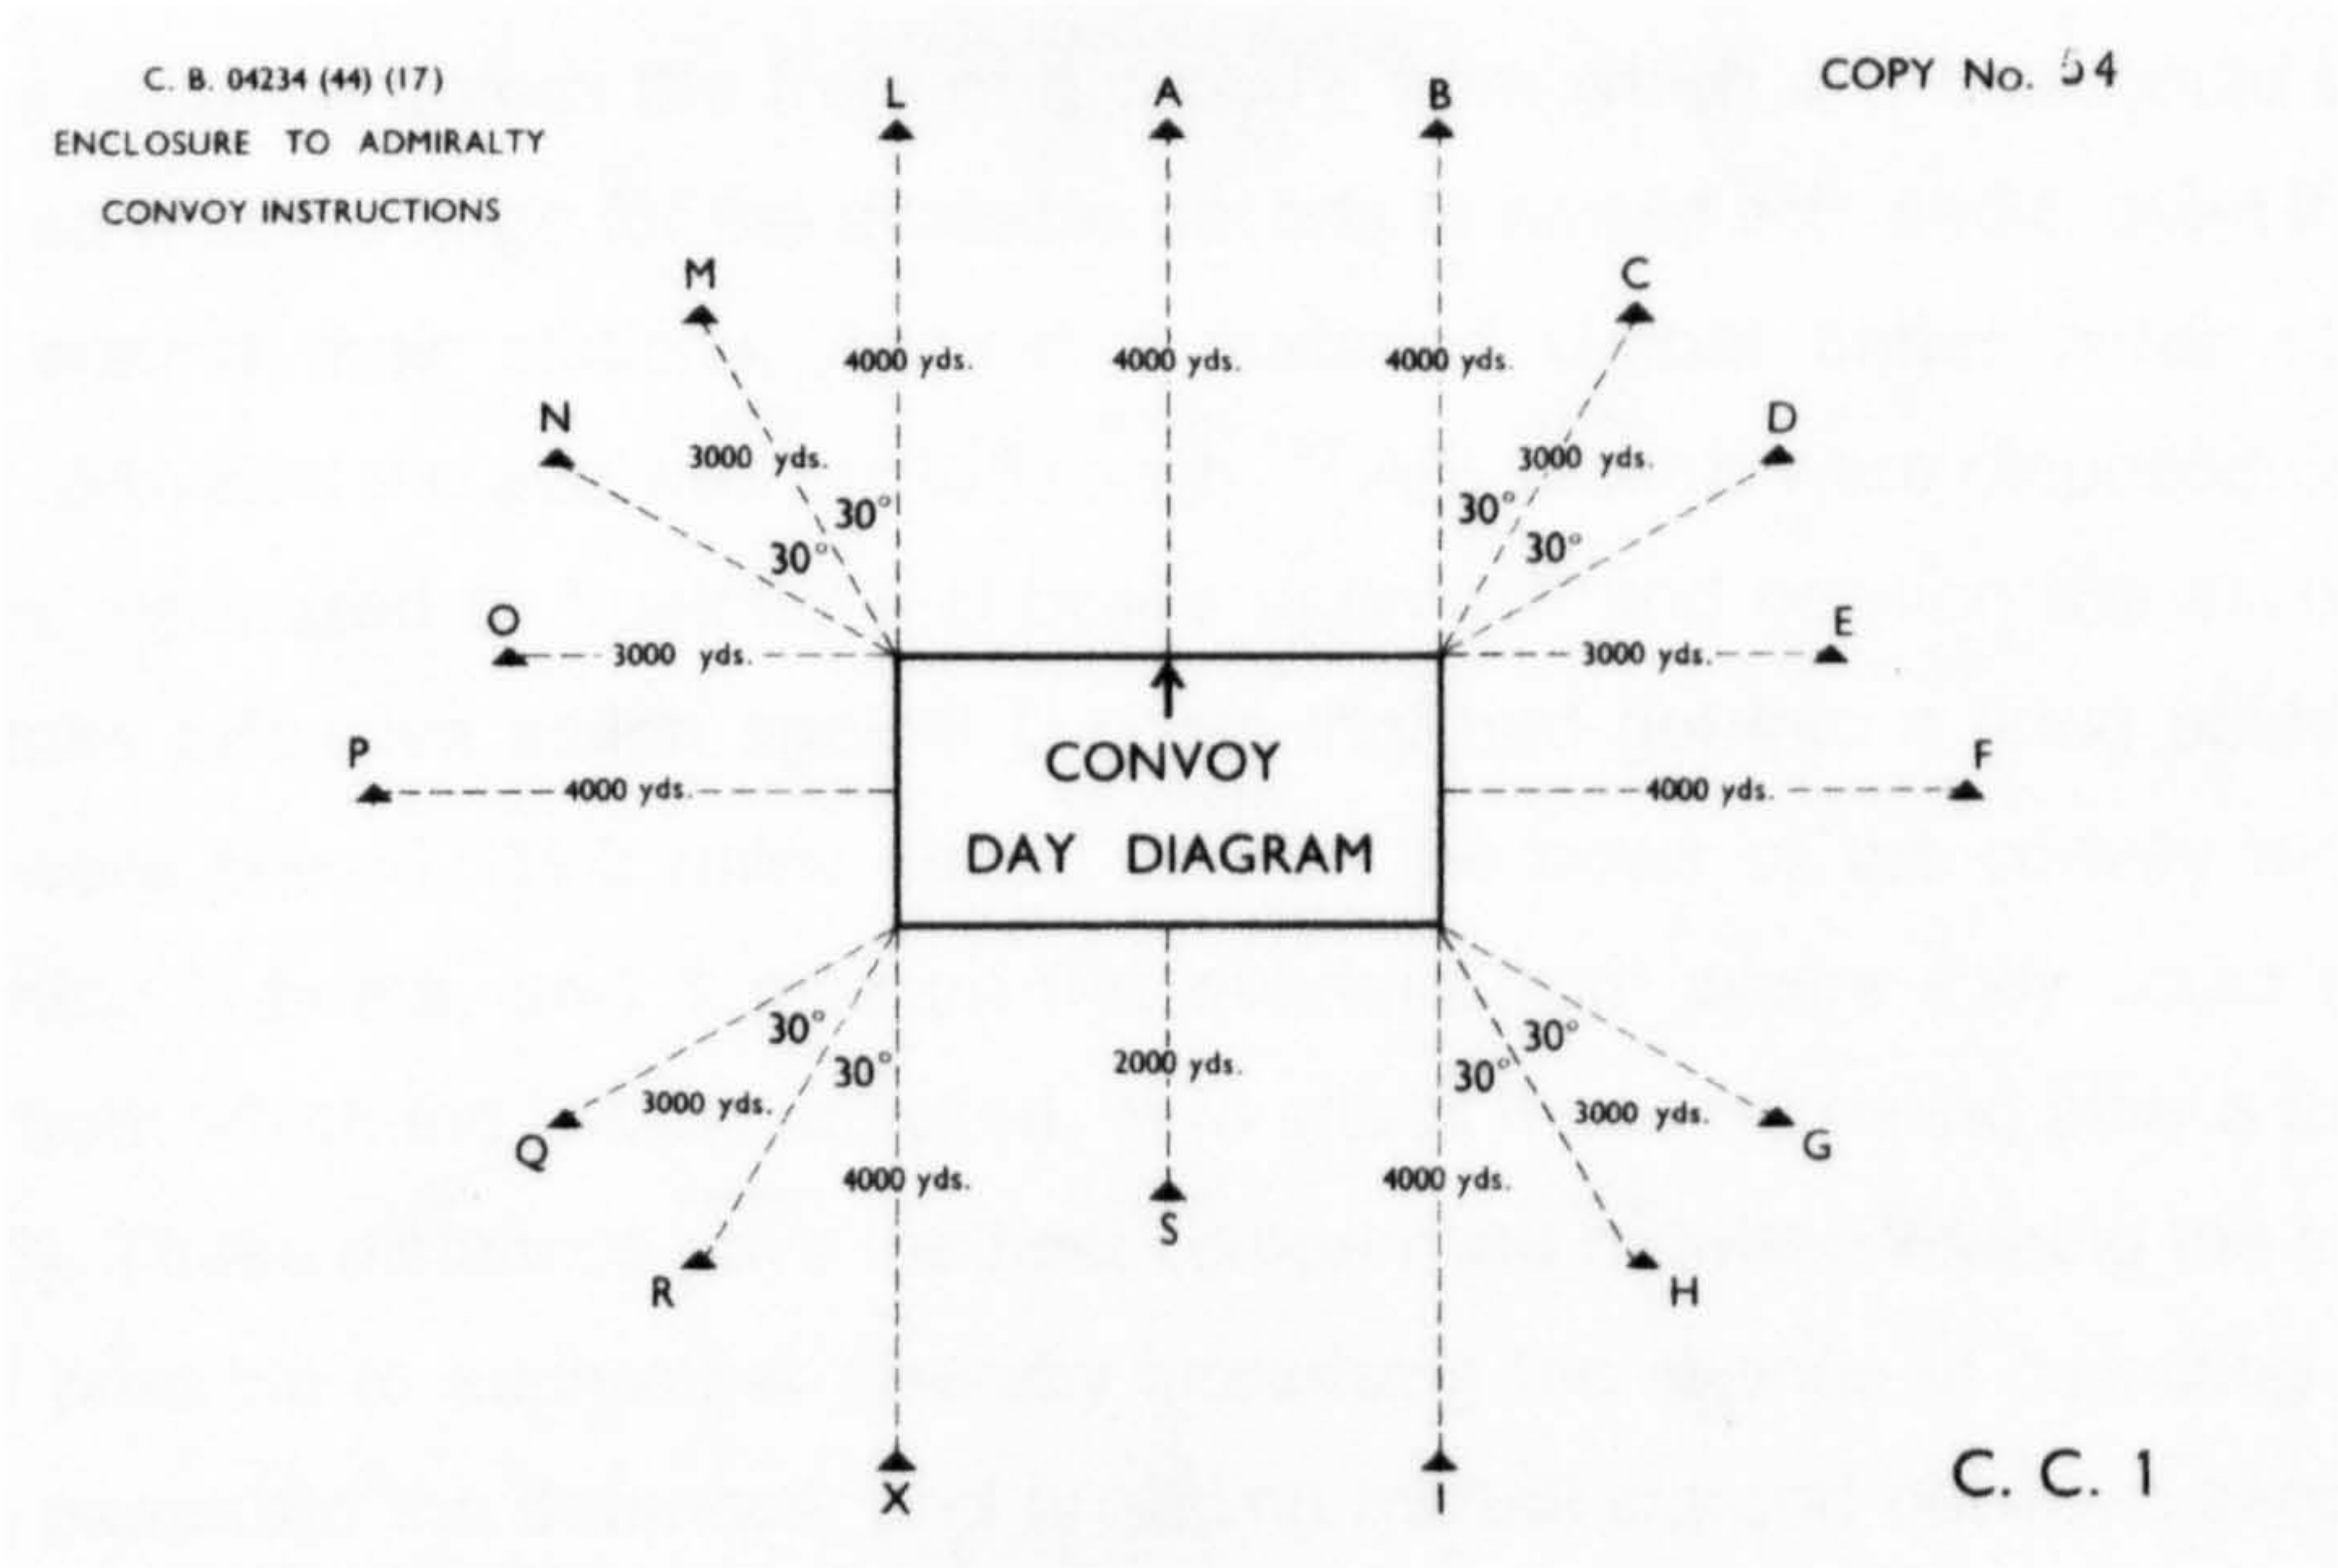 C. B. 04234 (44) (17)
ENCLOSURE TO ADMIRALTY
CONVOY INSTRUCTIONS
COPY No. 54
L
A
B
M
C
4000 yds.
4000 yds.
4000 yds.
N
D
3000 yds.
3000 yds.
30°
30°
30°
30°
O
E
3000 yds.
3000 yds.
P
F
4000 yds.
4000 yds.
CONVOY
DAY DIAGRAM
30°
30°
30°
30°
2000 yds.
3000 yds.
3000 yds.
Q
G
4000 yds.
4000 yds.
S
R
H
X
I
C. C. 1